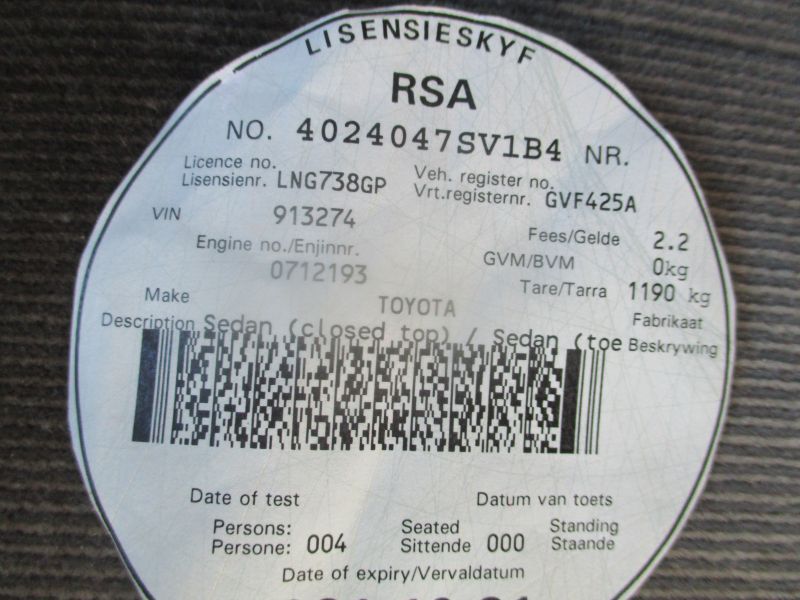 LISENSIESKYF
RSA
NO. 4024047SV1B4 NR.
Licence no. Lisensienr. LNG738GP Veh. register no. Vrt.registernr. GVF425A
VIN 913274 Fees/Gelde 2.2
Engine no./Enjinnr. 0712193 GVM/BVM 0kg
Tare/Tarra 1190 kg
Make TOYOTA Fabrikaat
Description Sedan (closed top) / Sedan (toe Beskrywing
Date of test Datum van toets
Persons: Seated Standing
Persone: 004 Sittende 000 Staande
Date of expiry/Vervaldatum